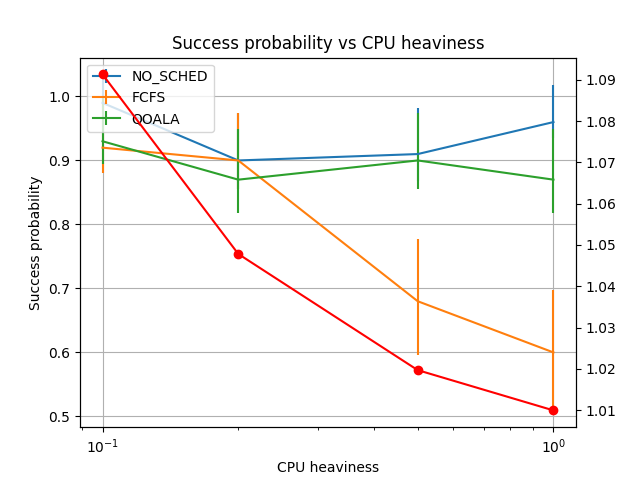 Success probability vs CPU heaviness
NO_SCHED
FCFS
QOALA
Success probability
1.0
0.9
0.8
0.7
0.6
0.5
1.09
1.08
1.07
1.06
1.05
1.04
1.03
1.02
1.01
10⁻¹
10⁰
CPU heaviness